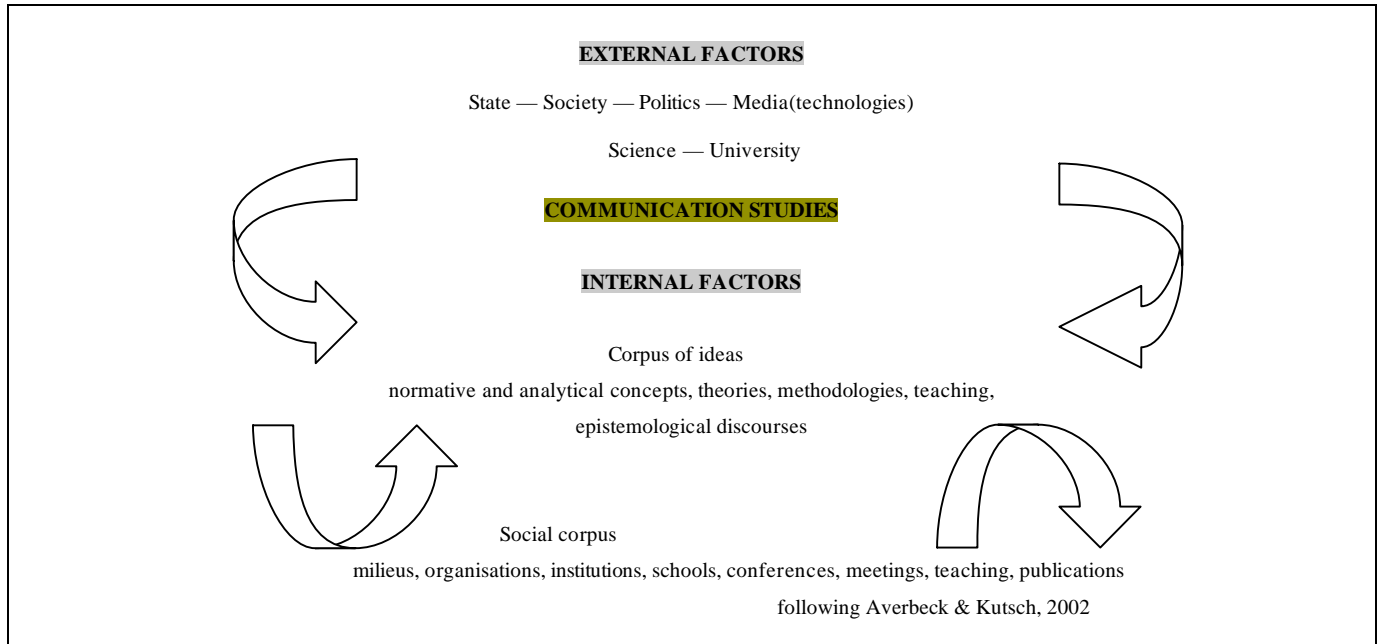 EXTERNAL FACTORS
State — Society — Politics — Media(technologies)
Science — University
COMMUNICATION STUDIES
INTERNAL FACTORS
Corpus of ideas
normative and analytical concepts, theories, methodologies, teaching,
epistemological discourses
Social corpus
milieus, organisations, institutions, schools, conferences, meetings, teaching, publications
following Averbeck & Kutsch, 2002